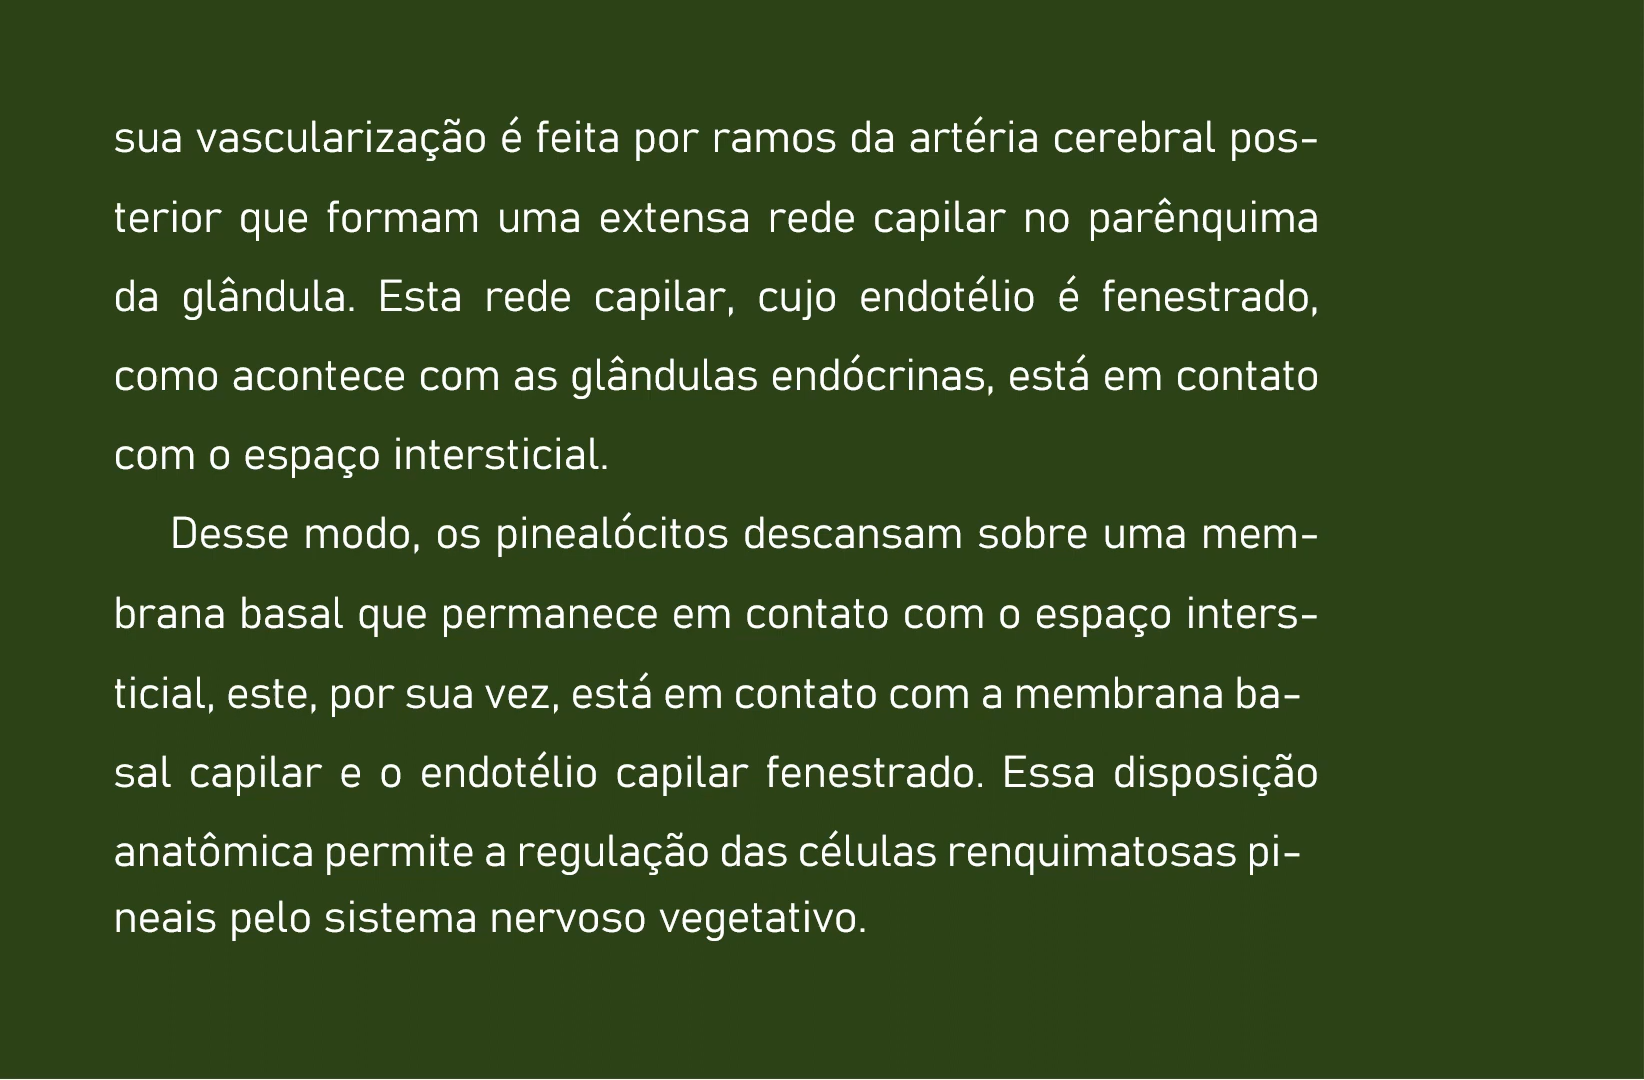 sua vascularização é feita por ramos da artéria cerebral pos-
terior que formam uma extensa rede capilar no parênquima
da glândula. Esta rede capilar, cujo endotélio é fenestrado,
como acontece com as glândulas endócrinas, está em contato
com o espaço intersticial.
Desse modo, os pinealócitos descansam sobre uma mem-
brana basal que permanece em contato com o espaço inters-
ticial, este, por sua vez, está em contato com a membrana ba-
sal capilar e o endotélio capilar fenestrado. Essa disposição
anatômica permite a regulação das células renquimatosas pi-
neais pelo sistema nervoso vegetativo.